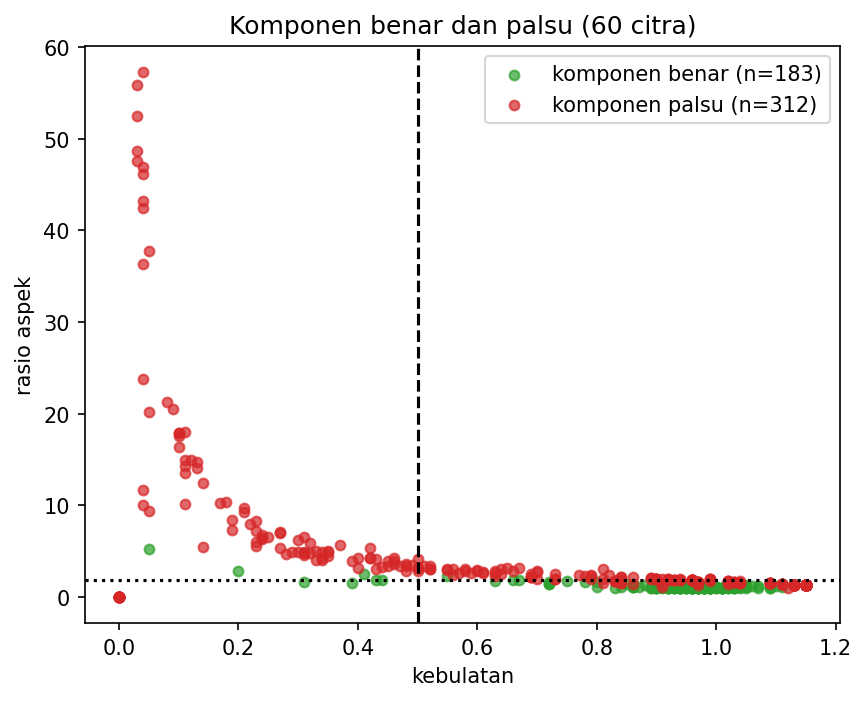 Komponen benar dan palsu (60 citra)
komponen benar (n=183)
komponen palsu (n=312)
rasio aspek
60
50
40
30
20
10
0
0.0 0.2 0.4 0.6 0.8 1.0 1.2
kebulatan